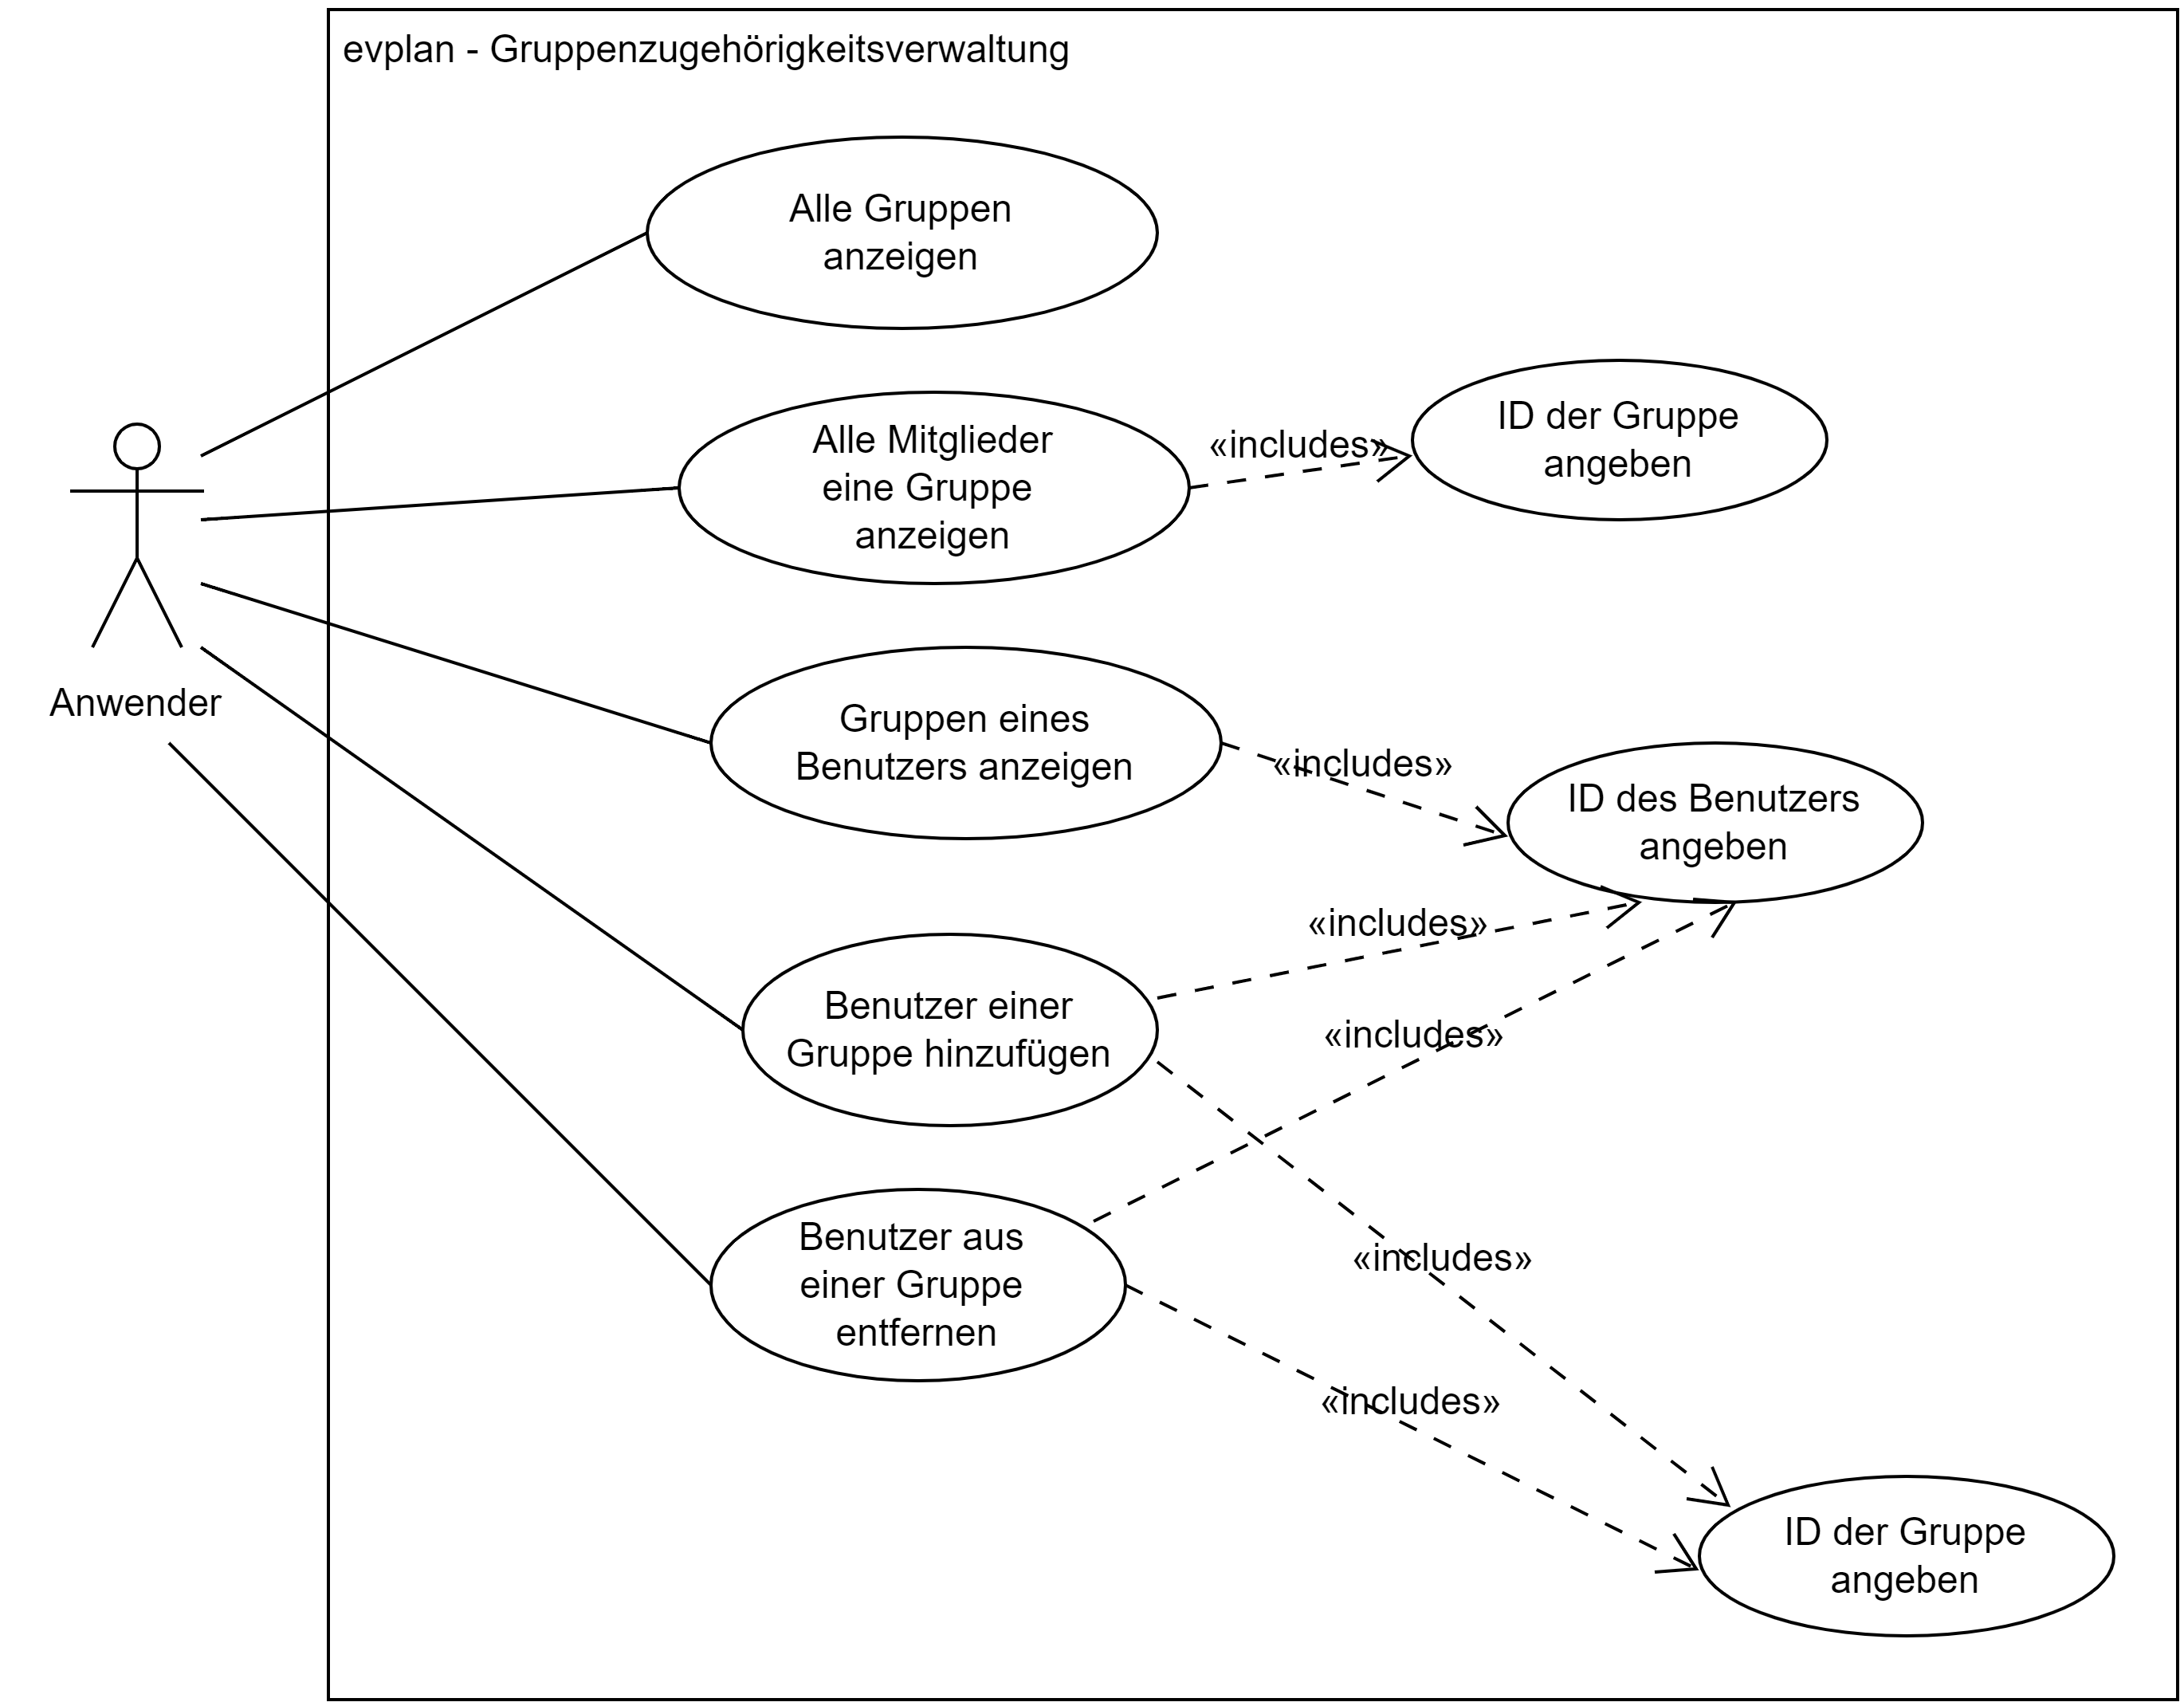 evplan - Gruppenzugehörigkeitsverwaltung
Alle Gruppen
anzeigen
Alle Mitglieder
eine Gruppe
anzeigen
«includes»
ID der Gruppe
angeben
Anwender
Gruppen eines
Benutzers anzeigen
«includes»
ID des Benutzers
angeben
Benutzer einer
Gruppe hinzufügen
«includes»
«includes»
Benutzer aus
einer Gruppe
entfernen
«includes»
«includes»
ID der Gruppe
angeben